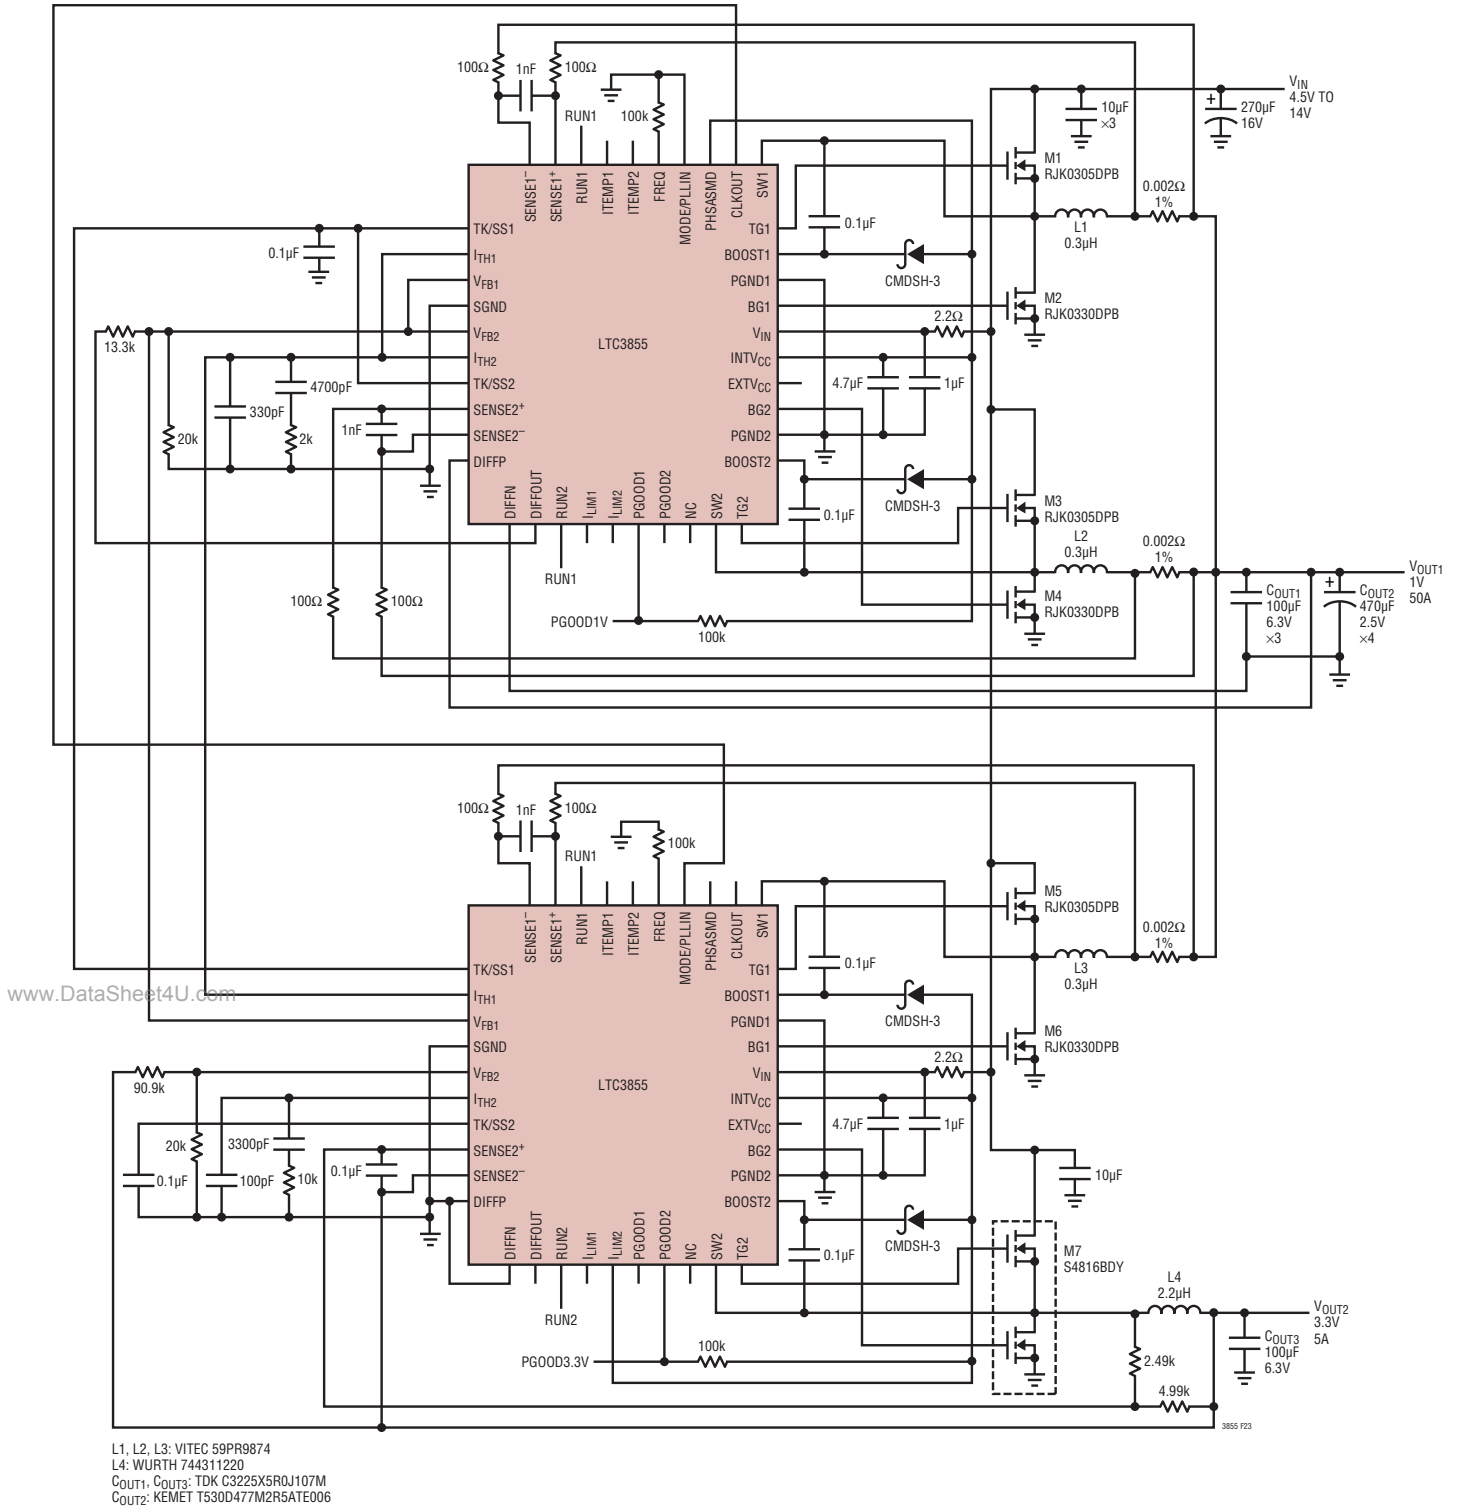 100Ω
1nF
100Ω
RUN1
100k
10µF
×3
+
270µF
16V
VIN
4.5V TO
14V
SENSE1–
SENSE1+
RUN1
ITEMP1
ITEMP2
FREQ
MODE/PLLIN
PHSASMD
CLKOUT
SW1
M1
RJK0305DPB
0.002Ω
1%
L1
0.3µH
0.1µF
TK/SS1
ITH1
VFB1
SGND
VFB2
ITH2
TK/SS2
SENSE2+
SENSE2–
DIFFP
LTC3855
TG1
BOOST1
PGND1
BG1
VIN
INTVCC
EXTVCC
BG2
PGND2
BOOST2
0.1µF
CMDSH-3
M2
RJK0330DPB
2.2Ω
13.3k
4700pF
330pF
20k
2k
1nF
4.7µF
1µF
DIFFN
DIFFOUT
RUN2
ILIM1
ILIM2
PGOOD1
PGOOD2
NC
SW2
TG2
CMDSH-3
0.1µF
M3
RJK0305DPB
L2
0.3µH
0.002Ω
1%
RUN1
100Ω
100Ω
PGOOD1V
100k
M4
RJK0330DPB
COUT1
100µF
6.3V
×3
+
COUT2
470µF
2.5V
×4
VOUT1
1V
50A
100Ω
1nF
100Ω
RUN1
100k
SENSE1–
SENSE1+
RUN1
ITEMP1
ITEMP2
FREQ
MODE/PLLIN
PHSASMD
CLKOUT
SW1
M5
RJK0305DPB
0.002Ω
1%
L3
0.3µH
www.DataSheet4U.com
TK/SS1
ITH1
VFB1
SGND
VFB2
ITH2
TK/SS2
SENSE2+
SENSE2–
DIFFP
LTC3855
TG1
BOOST1
PGND1
BG1
VIN
INTVCC
EXTVCC
BG2
PGND2
BOOST2
0.1µF
CMDSH-3
M6
RJK0330DPB
2.2Ω
90.9k
20k
3300pF
0.1µF
100pF
10k
0.1µF
4.7µF
1µF
10µF
DIFFN
DIFFOUT
RUN2
ILIM1
ILIM2
PGOOD1
PGOOD2
NC
SW2
TG2
CMDSH-3
0.1µF
M7
S4816BDY
L4
2.2µH
VOUT2
3.3V
5A
COUT3
100µF
6.3V
RUN2
PGOOD3.3V
100k
2.49k
4.99k
3855 F23
L1, L2, L3: VITEC 59PR9874
L4: WURTH 744311220
COUT1, COUT3: TDK C3225X5R0J107M
COUT2: KEMET T530D477M2R5ATE006